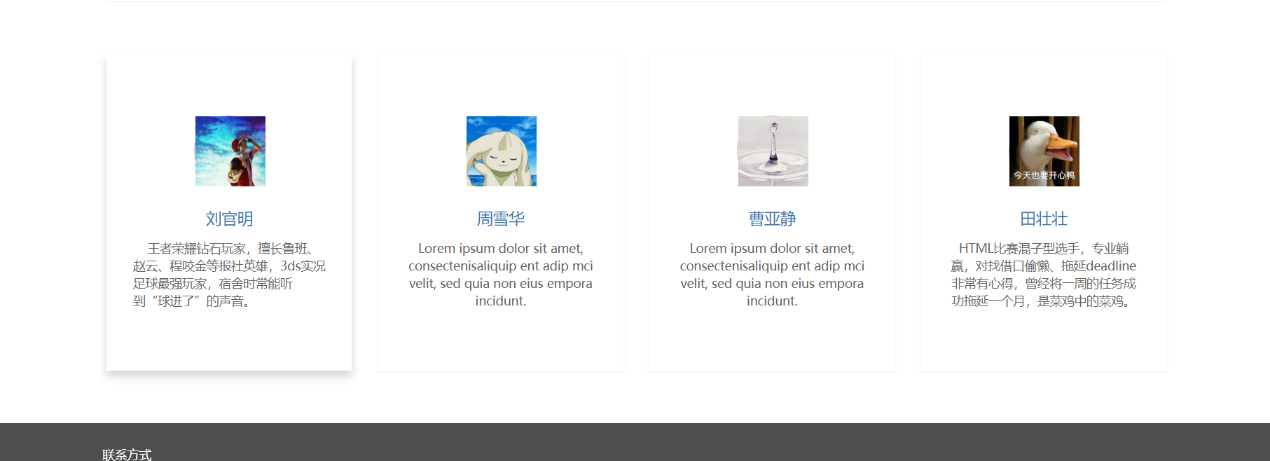 刘官明
王者荣耀钻石玩家，擅长鲁班、
赵云、程咬金等报社英雄，3ds实况
足球最强玩家，宿舍时常能听
到“球进了”的声音。
周雪华
Lorem ipsum dolor sit amet,
consectenisaliquip ent adip mci
velit, sed quia non eius empora
incidunt.
曹亚静
Lorem ipsum dolor sit amet,
consectenisaliquip ent adip mci
velit, sed quia non eius empora
incidunt.
今天也要开心鸭
田壮壮
HTML比赛混子型选手，专业躺
赢，对找借口偷懒、拖延deadline
非常有心得，曾经将一周的任务成
功拖延一个月，是菜鸡中的菜鸡。
联系方式